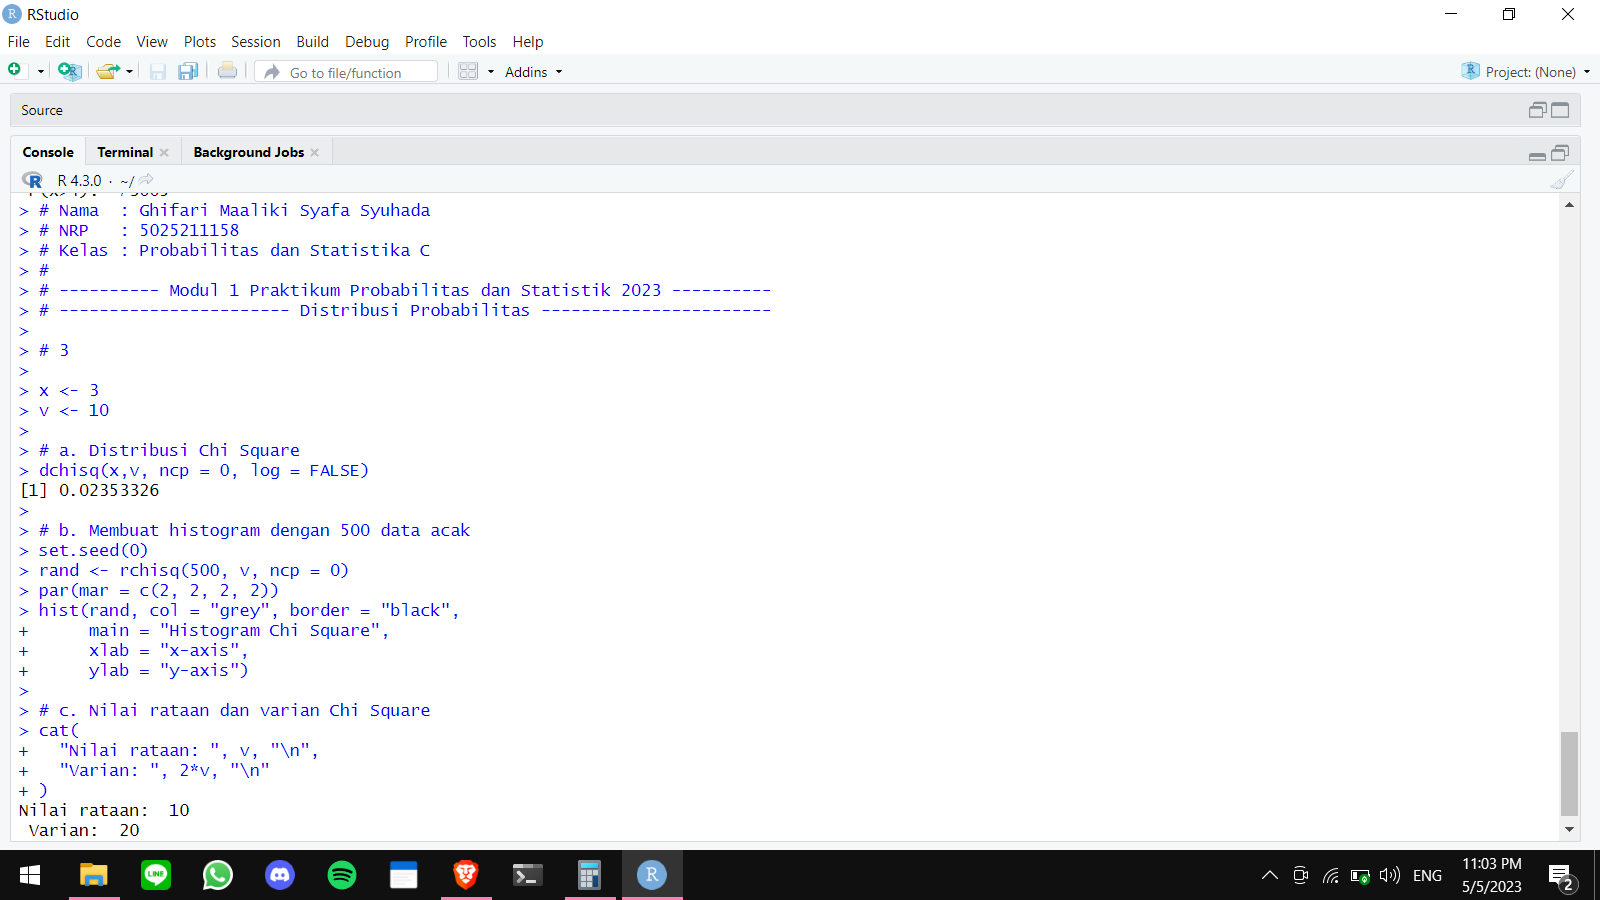 RStudio
File Edit Code View Plots Session Build Debug Profile Tools Help
Go to file/function Addins Project: (None)
Source
Console Terminal Background Jobs
R 4.3.0 · ~/
> # Nama  : Ghifari Maaliki Syafa Syuhada
> # NRP   : 5025211158
> # Kelas : Probabilitas dan Statistika C
> #
> # ---------- Modul 1 Praktikum Probabilitas dan Statistik 2023 ----------
> # ----------------------- Distribusi Probabilitas -----------------------
>
> # 3
>
> x <- 3
> v <- 10
>
> # a. Distribusi Chi Square
> dchisq(x,v, ncp = 0, log = FALSE)
[1] 0.02353326
>
> # b. Membuat histogram dengan 500 data acak
> set.seed(0)
> rand <- rchisq(500, v, ncp = 0)
> par(mar = c(2, 2, 2, 2))
> hist(rand, col = "grey", border = "black",
+      main = "Histogram Chi Square",
+      xlab = "x-axis",
+      ylab = "y-axis")
>
> # c. Nilai rataan dan varian Chi Square
> cat(
+   "Nilai rataan: ", v, "\n",
+   "Varian: ", 2*v, "\n"
+ )
Nilai rataan:  10
 Varian:  20
LINE
R
ENG
11:03 PM
5/5/2023
2